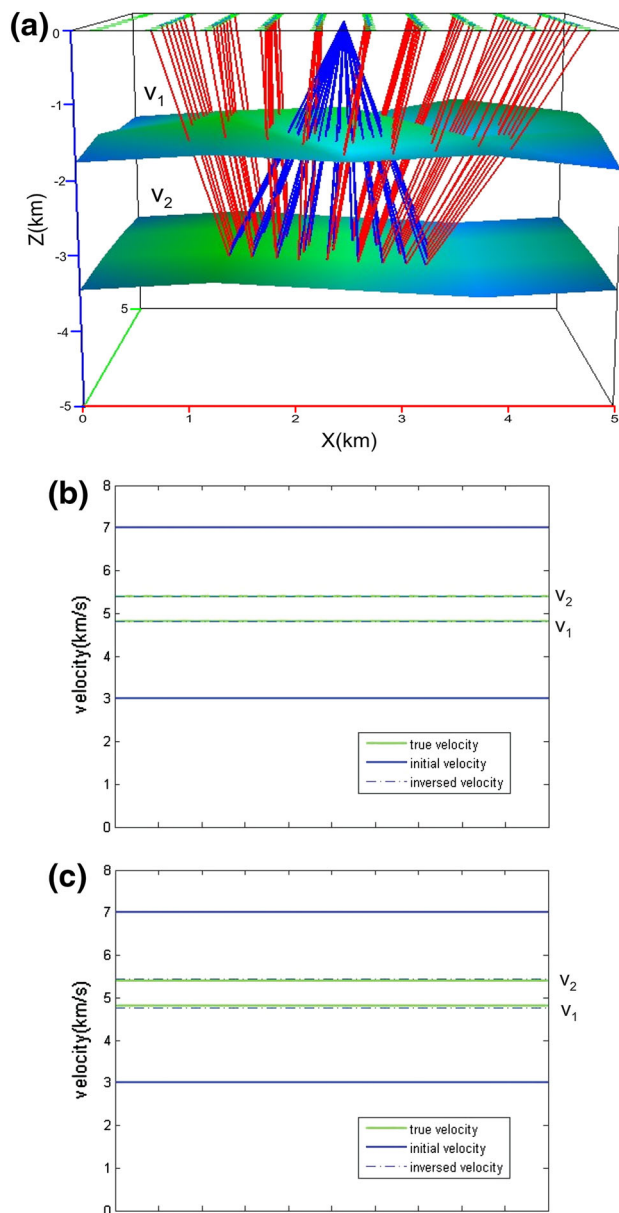 (a)
0
-1
-2
-3
-4
-5
Z(km)
V1
V2
5
0
1
2
3
4
5
X(km)
(b)
8
7
6
5
4
3
2
1
0
velocity(km/s)
V2
V1
true velocity
initial velocity
inversed velocity
(c)
8
7
6
5
4
3
2
1
0
velocity(km/s)
V2
V1
true velocity
initial velocity
inversed velocity